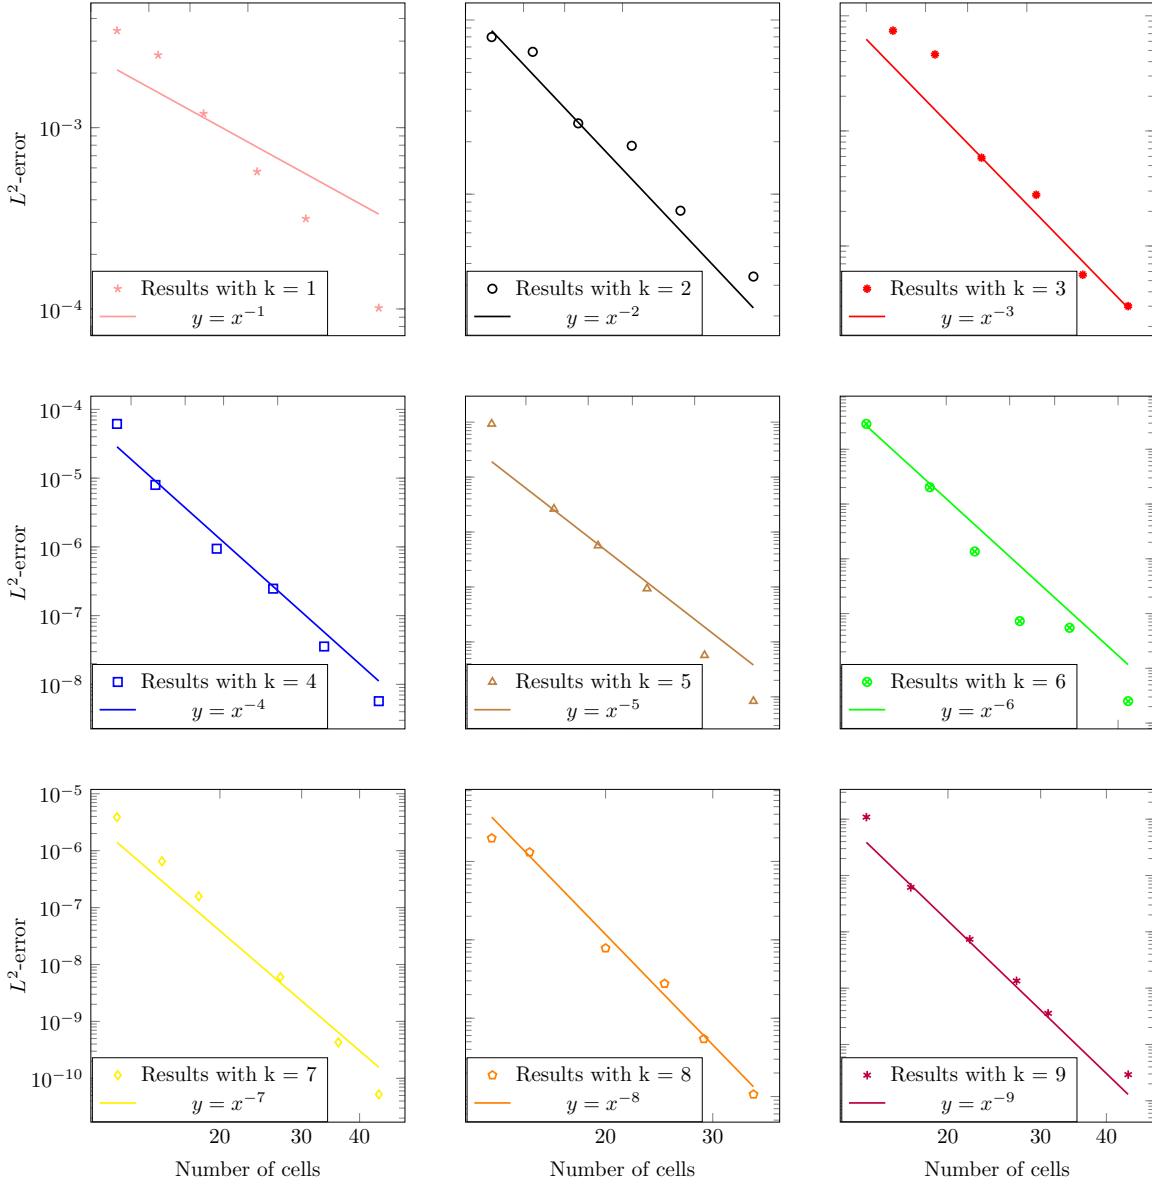 10⁻³
10⁻⁴
L²-error
Results with k = 1
y = x⁻¹
Results with k = 2
y = x⁻²
Results with k = 3
y = x⁻³
10⁻⁴
10⁻⁵
10⁻⁶
10⁻⁷
10⁻⁸
L²-error
Results with k = 4
y = x⁻⁴
Results with k = 5
y = x⁻⁵
Results with k = 6
y = x⁻⁶
10⁻⁵
10⁻⁶
10⁻⁷
10⁻⁸
10⁻⁹
10⁻¹⁰
L²-error
Results with k = 7
y = x⁻⁷
Results with k = 8
y = x⁻⁸
Results with k = 9
y = x⁻⁹
20 30 40
20 30
20 30 40
Number of cells
Number of cells
Number of cells